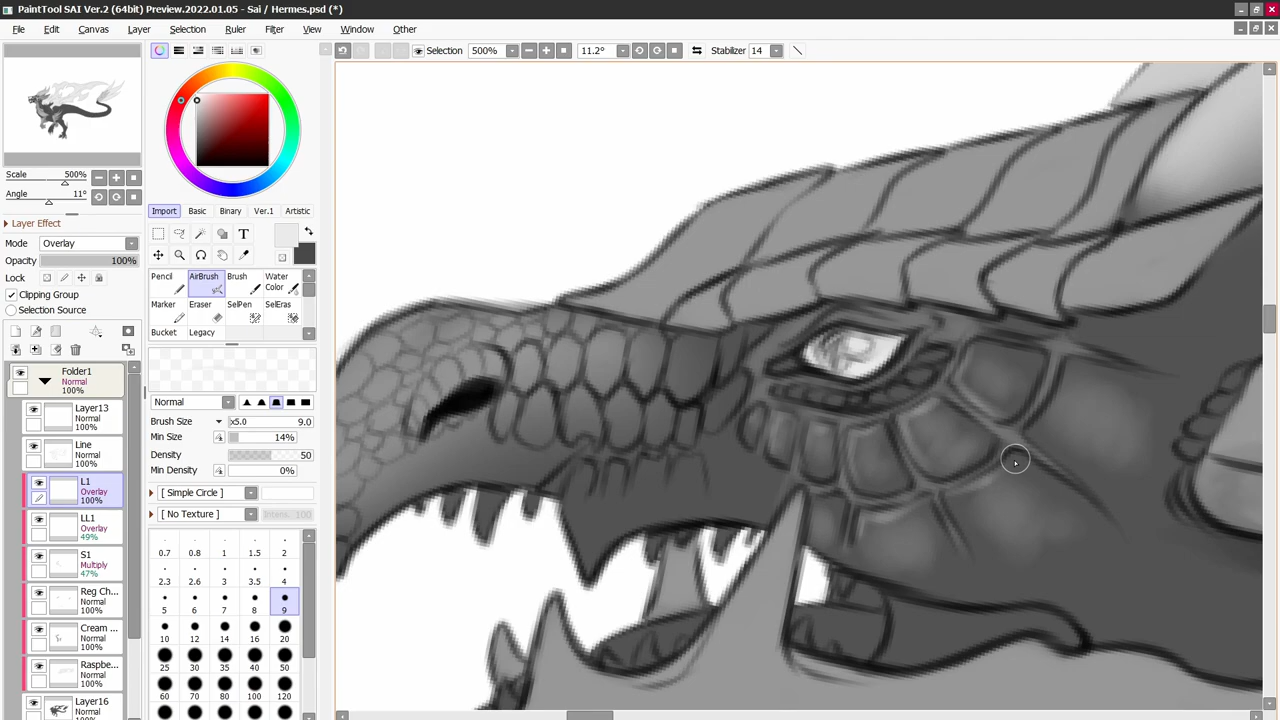 PaintTool SAI Ver.2 (64bit) Preview.2022.01.05 - Sai / Hermes.psd (*)
File Edit Canvas Layer Selection Ruler Filter View Window Other
Selection 500% 11.2° Stabilizer 14
Scale 500%
Angle 11°
Layer Effect
Mode Overlay
Opacity 100%
Lock
Clipping Group
Selection Source
Folder1
Normal
100%
Layer13
Normal
100%
Line
Normal
100%
L1
Overlay
100%
LL1
Overlay
49%
S1
Multiply
47%
Reg Ch...
Normal
100%
Cream ...
Normal
100%
Raspbe...
Normal
100%
Layer16
Normal
Import Basic Binary Ver.1 Artistic
T
Pencil AirBrush Brush Water Color
Marker Eraser SelPen SelEras
Bucket Legacy
Normal
Brush Size x5.0 9.0
Min Size 14%
Density 50
Min Density 0%
[ Simple Circle ]
[ No Texture ] Intens. 100
0.7 0.8 1 1.5 2
2.3 2.6 3 3.5 4
5 6 7 8 9
10 12 14 16 20
25 30 35 40 50
60 70 80 100 120